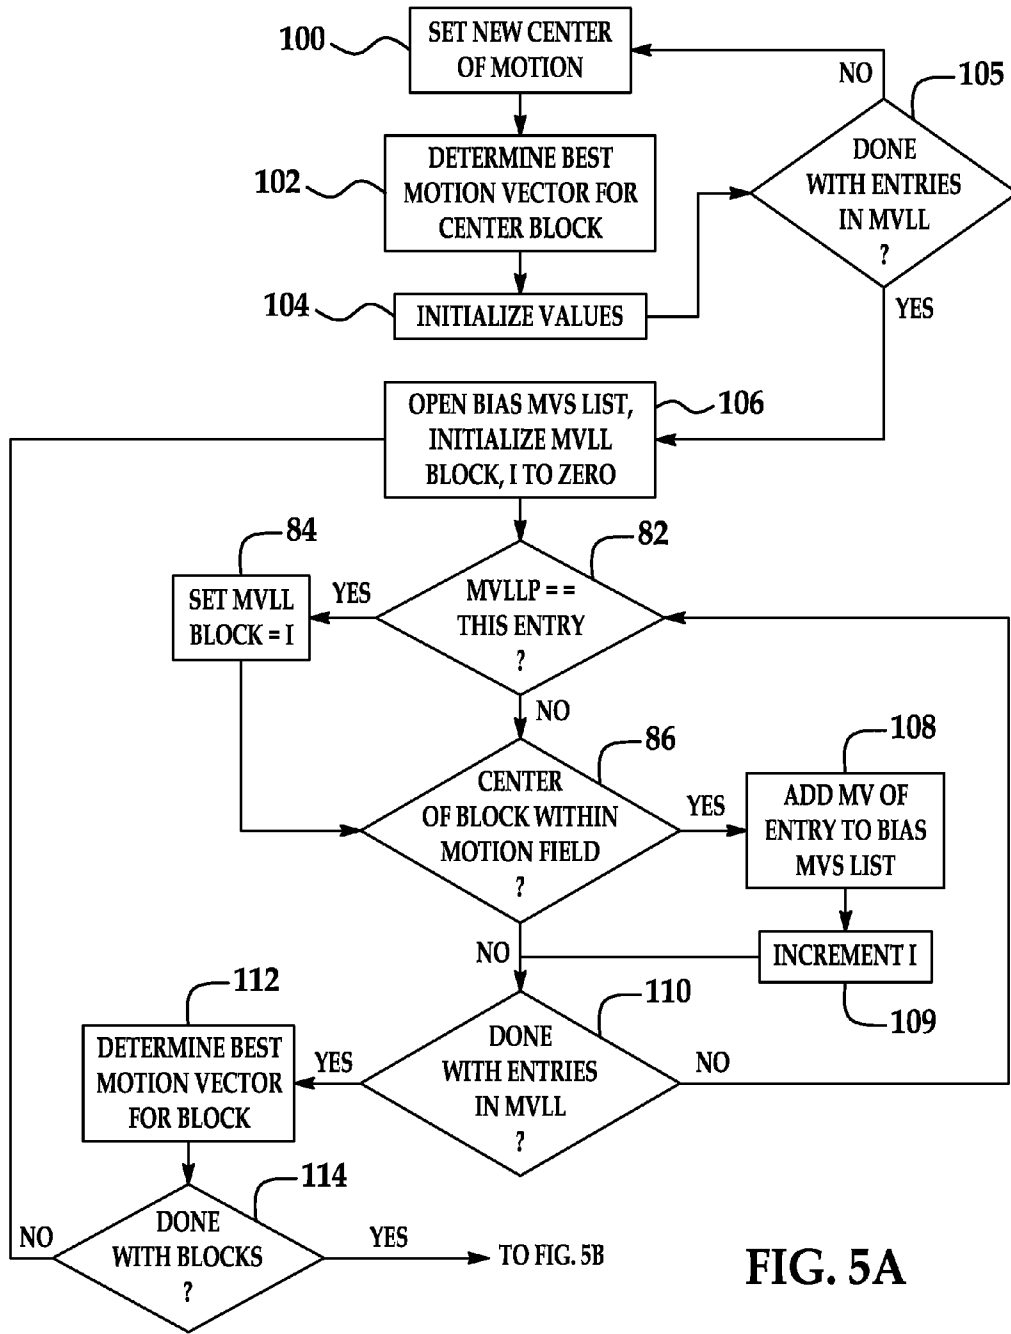 100
SET NEW CENTER
OF MOTION
NO
105
102
DETERMINE BEST
MOTION VECTOR FOR
CENTER BLOCK
DONE
WITH ENTRIES
IN MVLL
?
104
INITIALIZE VALUES
YES
OPEN BIAS MVS LIST,
INITIALIZE MVLL
BLOCK, I TO ZERO
106
84
82
SET MVLL
BLOCK = I
YES
MVLLP = =
THIS ENTRY
?
NO
86
108
CENTER
OF BLOCK WITHIN
MOTION FIELD
?
YES
ADD MV OF
ENTRY TO BIAS
MVS LIST
NO
INCREMENT I
109
112
110
DETERMINE BEST
MOTION VECTOR
FOR BLOCK
YES
DONE
WITH ENTRIES
IN MVLL
?
NO
114
NO
DONE
WITH BLOCKS
?
YES
TO FIG. 5B
FIG. 5A